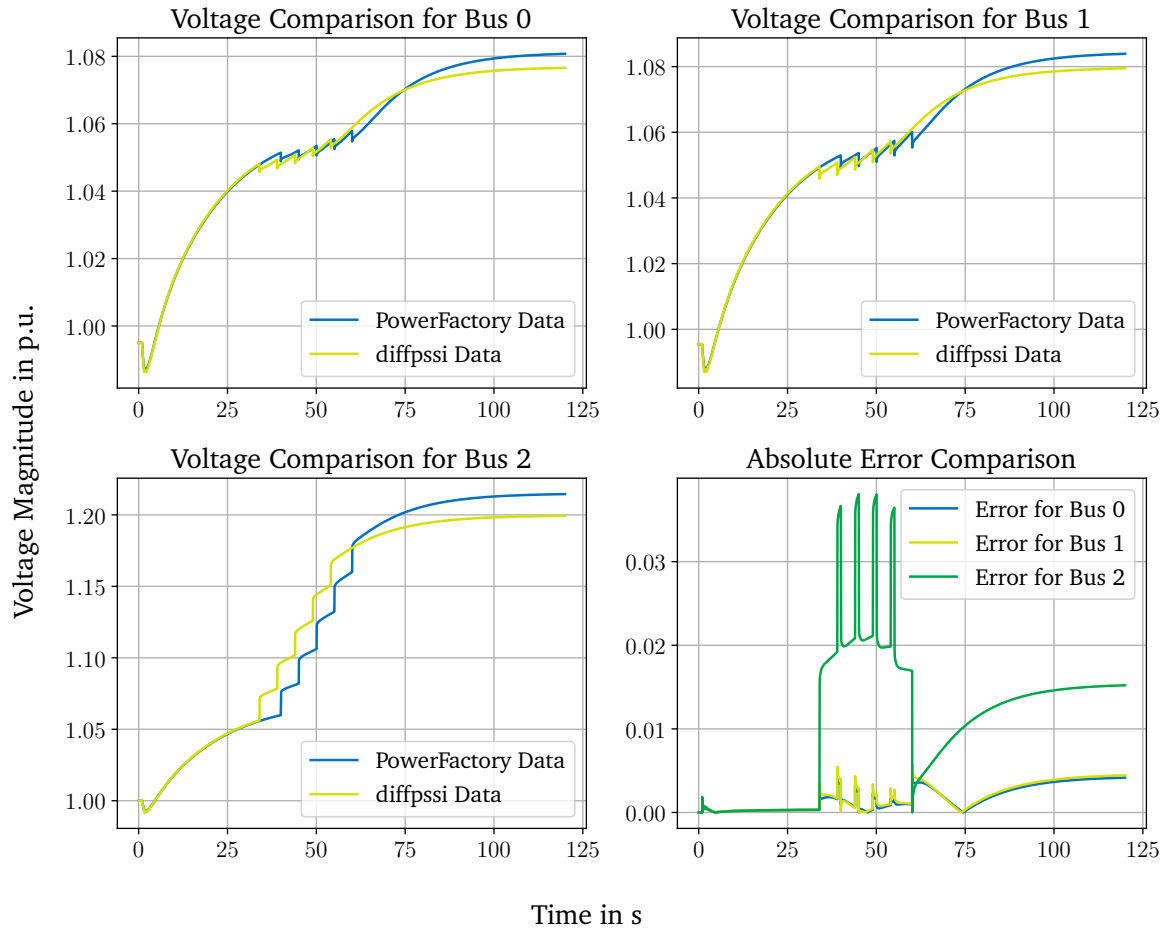 Voltage Comparison for Bus 0
1.08
1.06
1.04
1.02
1.00
PowerFactory Data
diffpssi Data
0
25
50
75
100
125
Voltage Comparison for Bus 1
1.08
1.06
1.04
1.02
1.00
PowerFactory Data
diffpssi Data
0
25
50
75
100
125
Voltage Magnitude in p.u.
Voltage Comparison for Bus 2
1.20
1.15
1.10
1.05
1.00
PowerFactory Data
diffpssi Data
0
25
50
75
100
125
Absolute Error Comparison
0.03
0.02
0.01
0.00
Error for Bus 0
Error for Bus 1
Error for Bus 2
0
25
50
75
100
125
Time in s